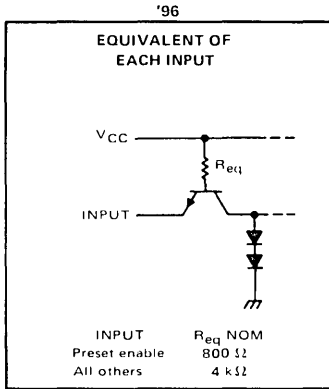 '96
EQUIVALENT OF
EACH INPUT
VCC
Req
INPUT
INPUT Req NOM
Preset enable 800 Ω
All others 4 kΩ